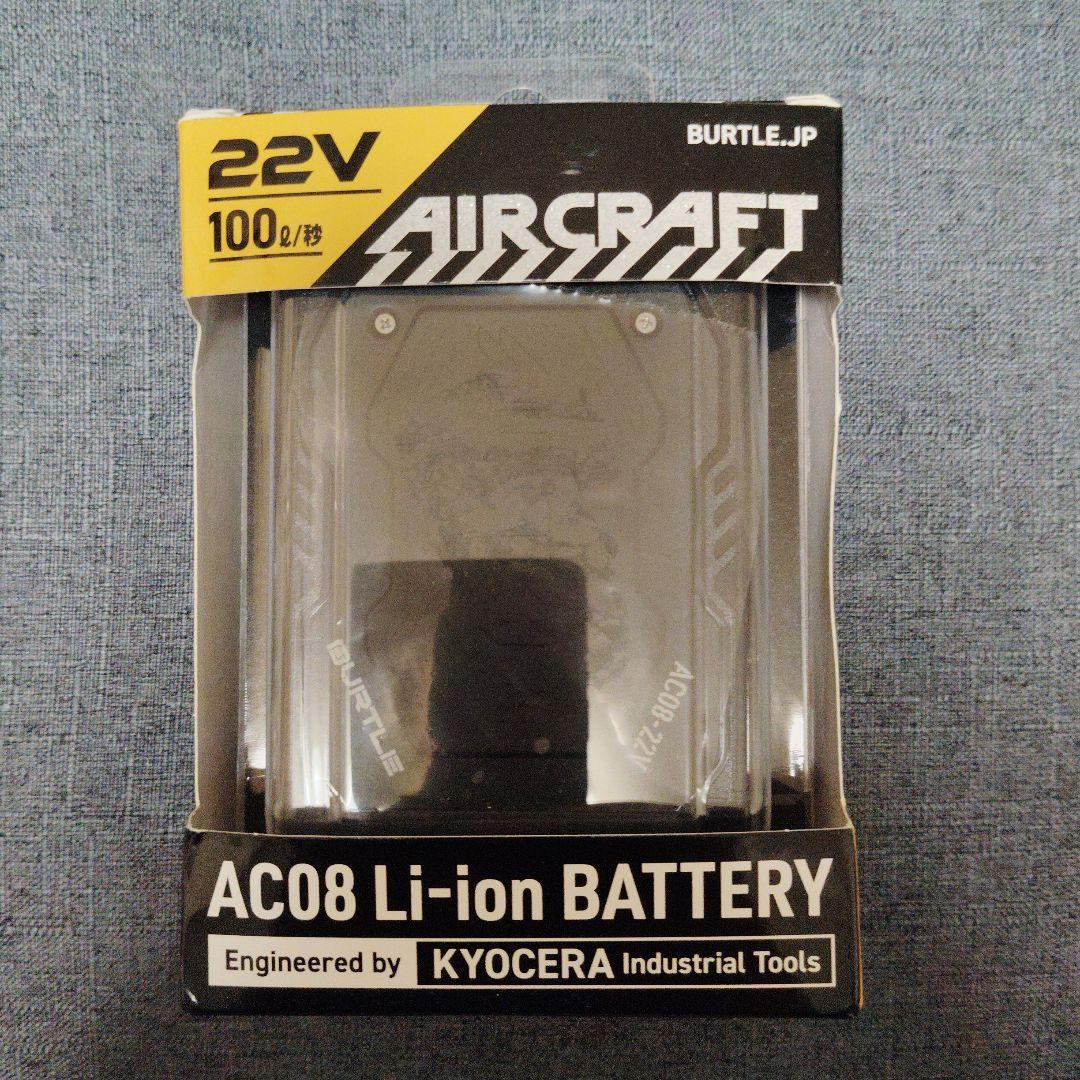 22V
100ℓ/秒
BURTLE.JP
AIRCRAFT
BURTLE
AC08-22V
AC08 Li-ion BATTERY
Engineered by KYOCERA Industrial Tools